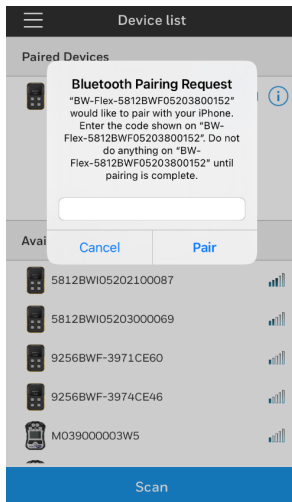 Device list
Paired Devices
Bluetooth Pairing Request
"BW-Flex-5812BWF05203800152"
would like to pair with your iPhone.
Enter the code shown on "BW-
Flex-5812BWF05203800152". Do not
do anything on "BW-
Flex-5812BWF05203800152" until
pairing is complete.
Cancel
Pair
Avai
5812BWI05202100087
5812BWI05203000069
9256BWF-3971CE60
9256BWF-3974CE46
M039000003W5
Scan